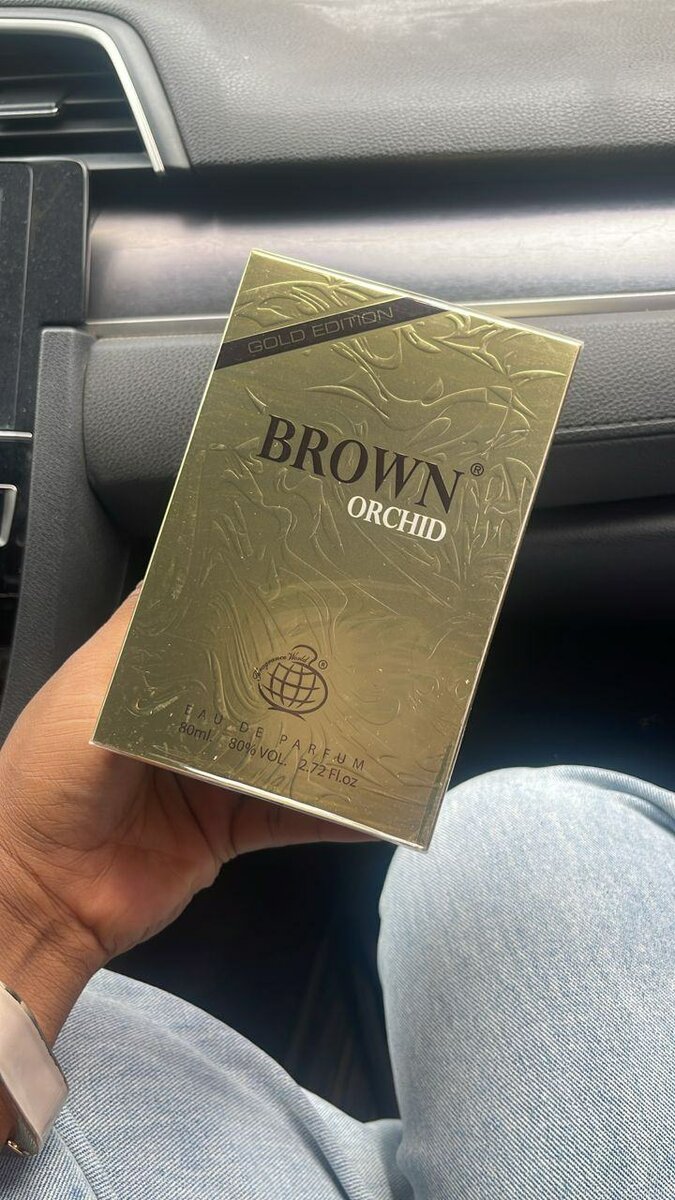 GOLD EDITION
BROWN®
ORCHID
Fragrance World®
EAU DE PARFUM
80ml. 80% VOL. 2.72 Fl.oz